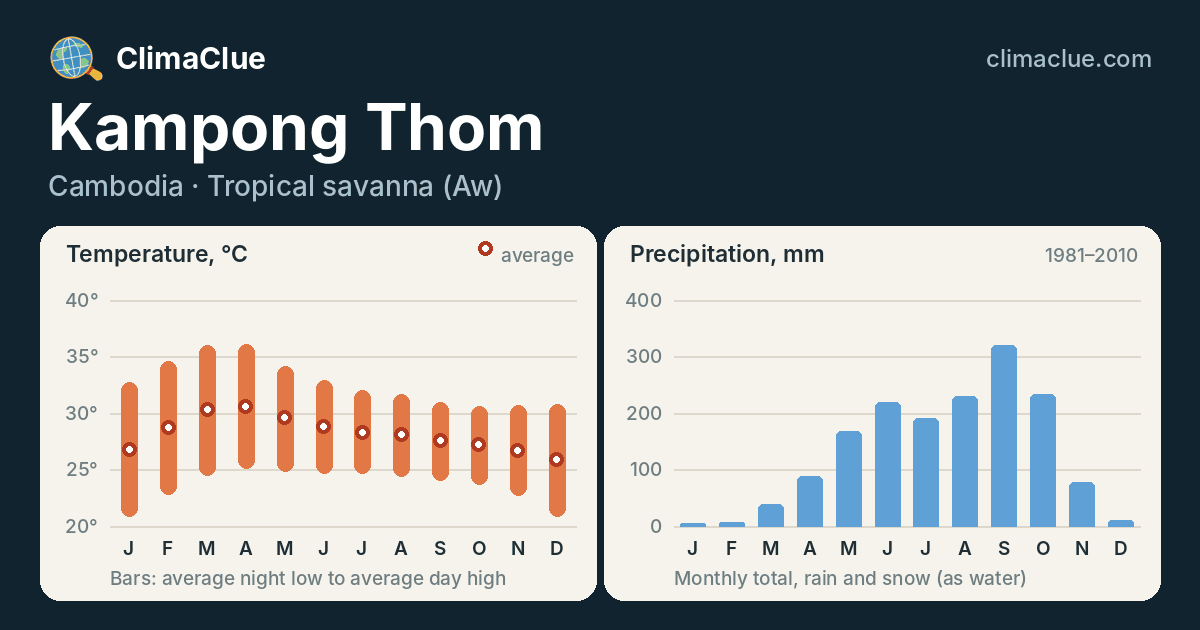 ClimaClue
climaclue.com
Kampong Thom
Cambodia · Tropical savanna (Aw)
Temperature, °C
average
40°
35°
30°
25°
20°
J F M A M J J A S O N D
Bars: average night low to average day high
Precipitation, mm
1981–2010
400
300
200
100
0
J F M A M J J A S O N D
Monthly total, rain and snow (as water)